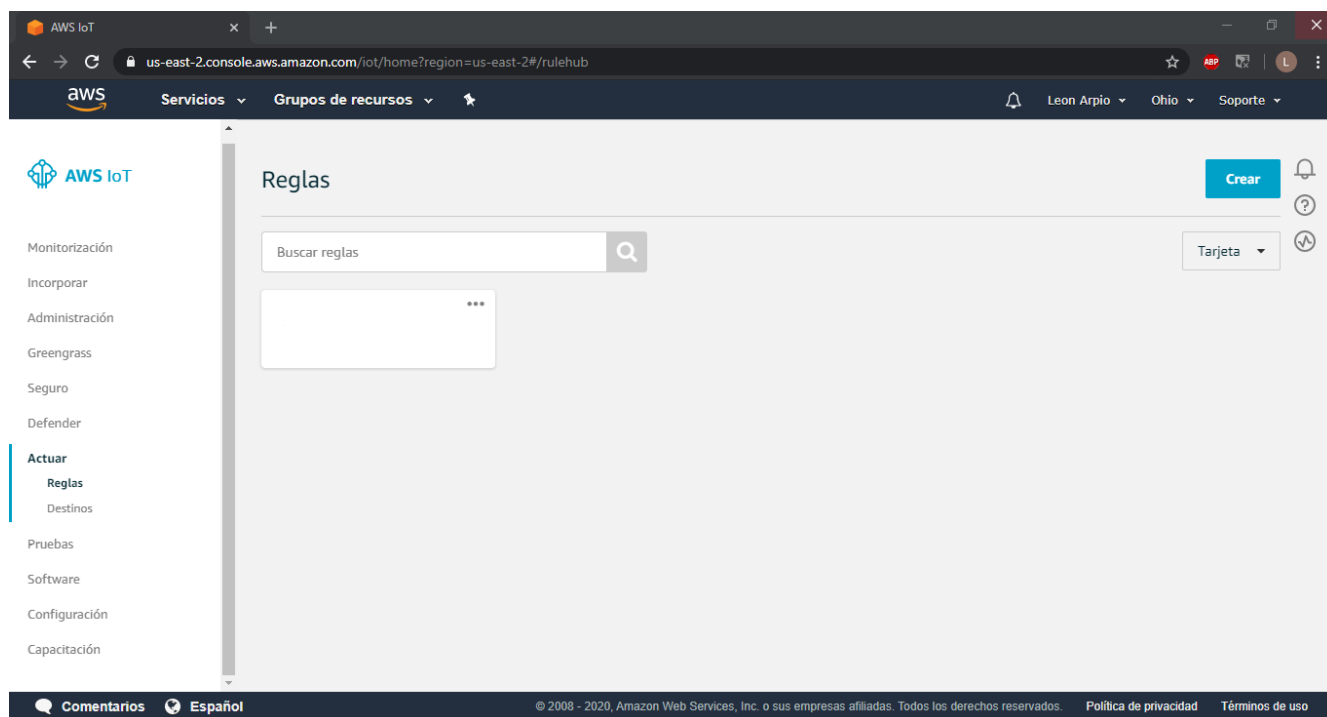 AWS IoT
us-east-2.console.aws.amazon.com/iot/home?region=us-east-2#/rulehub
ABP
L
aws Servicios Grupos de recursos Leon Arpio Ohio Soporte
AWS IoT
Monitorización
Incorporar
Administración
Greengrass
Seguro
Defender
Actuar
Reglas
Destinos
Pruebas
Software
Configuración
Capacitación
Reglas
Crear
Buscar reglas
Tarjeta
Comentarios Español © 2008 - 2020, Amazon Web Services, Inc. o sus empresas afiliadas. Todos los derechos reservados. Política de privacidad Términos de uso